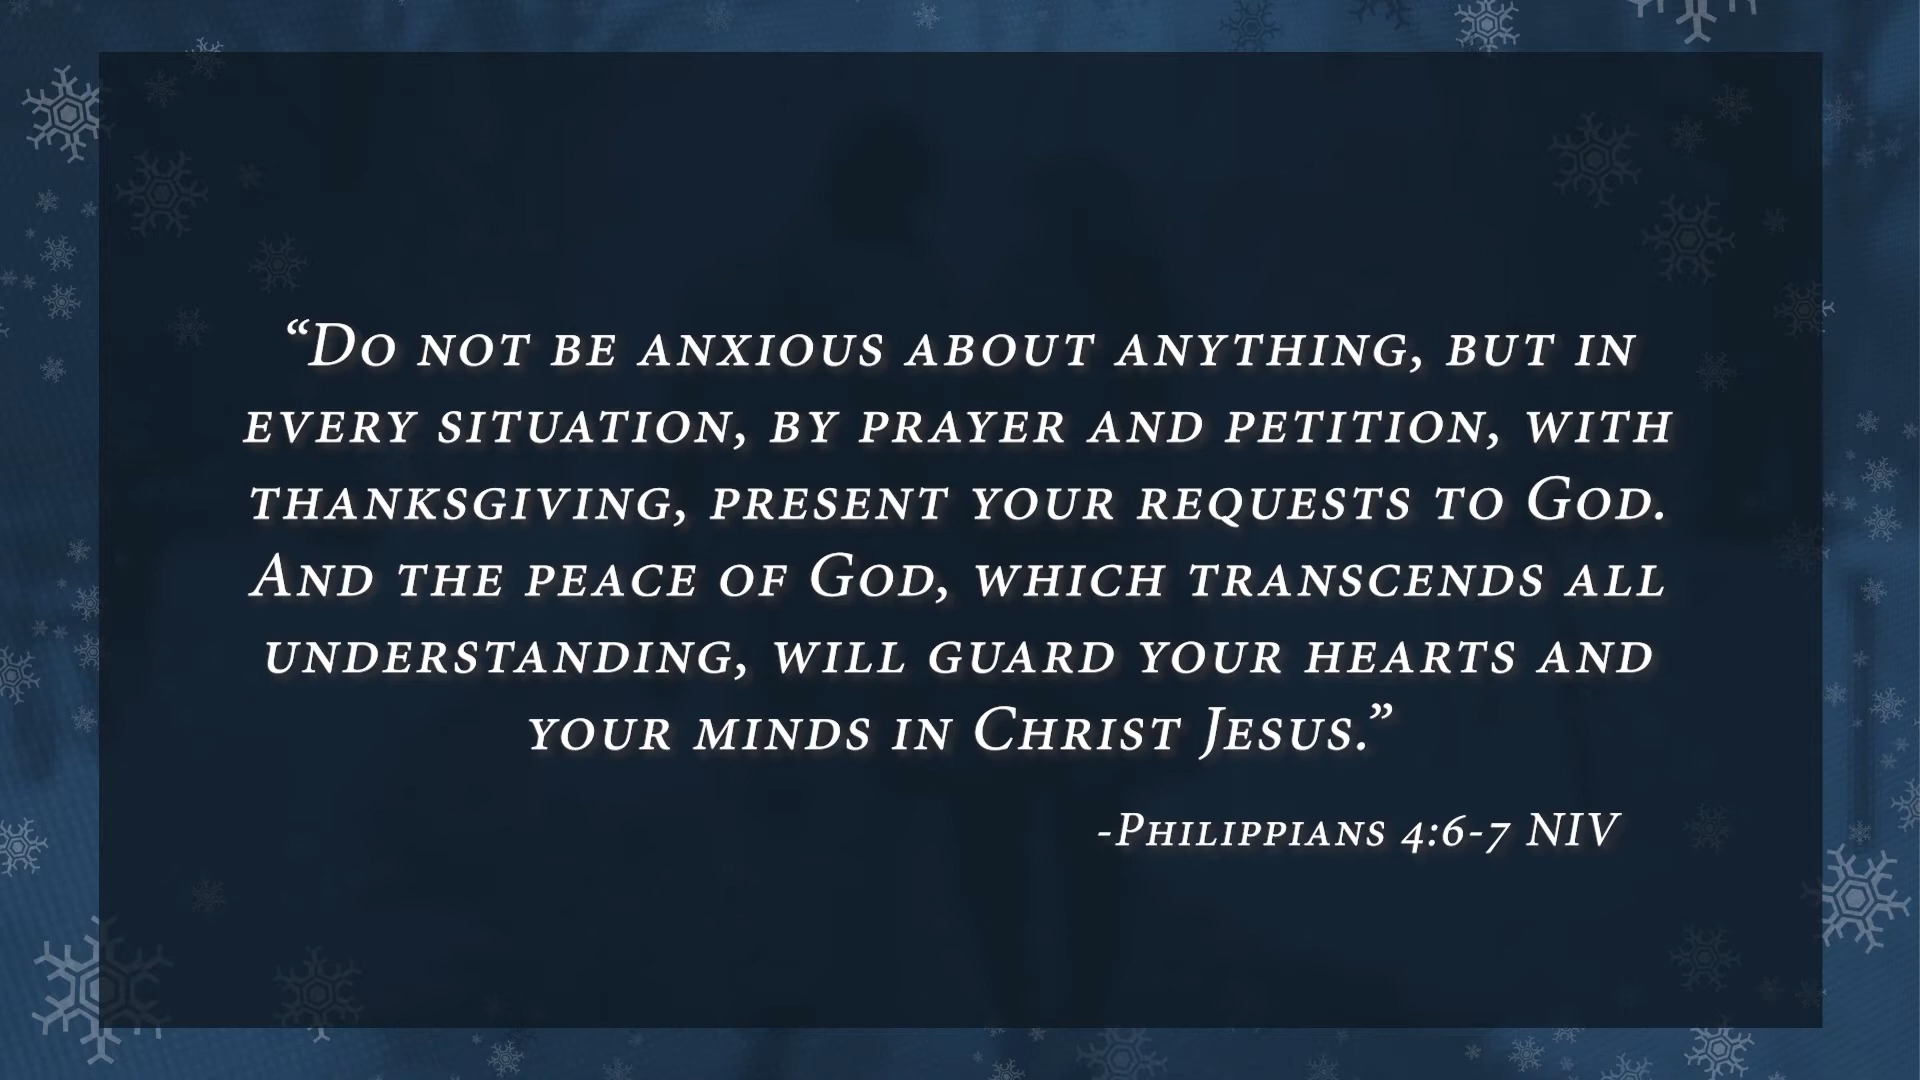 “Do not be anxious about anything, but in
every situation, by prayer and petition, with
thanksgiving, present your requests to God.
And the peace of God, which transcends all
understanding, will guard your hearts and
your minds in Christ Jesus.”
-Philippians 4:6-7 NIV